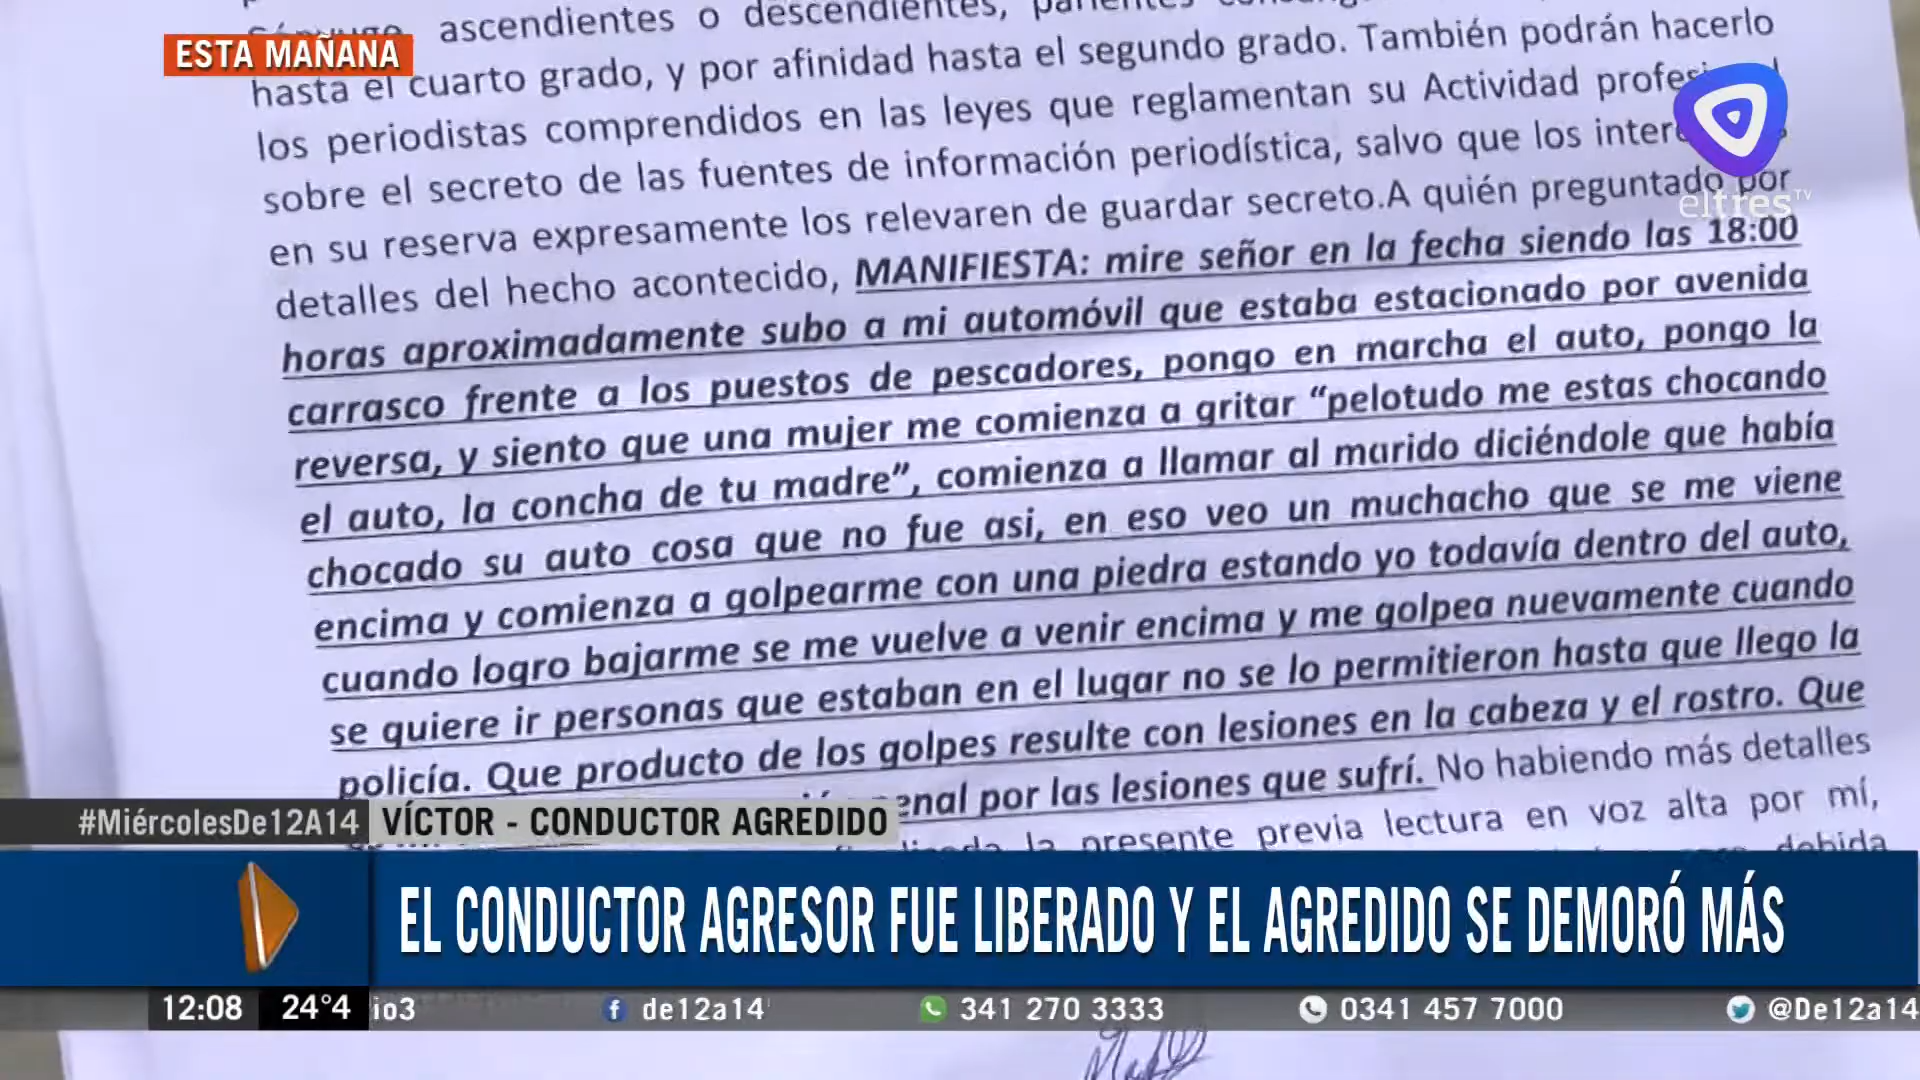 ascendientes o descendientes,
ESTA MAÑANA
hasta el cuarto grado, y por afinidad hasta el segundo grado. También podrán hacerlo
los periodistas comprendidos en las leyes que reglamentan su Actividad
sobre el secreto de las fuentes de información periodística, salvo que los
eltres TV
en su reserva expresamente los relevaren de guardar secreto.A quién preguntado por
detalles del hecho acontecido, MANIFIESTA: mire señor en la fecha siendo las 18:00
horas aproximadamente subo a mi automóvil que estaba estacionado por avenida
carrasco frente a los puestos de pescadores, pongo en marcha el auto, pongo la
reversa, y siento que una mujer me comienza a gritar “pelotudo me estas chocando
el auto, la concha de tu madre”, comienza a llamar al marido diciéndole que había
chocado su auto cosa que no fue asi, en eso veo un muchacho que se me viene
encima y comienza a golpearme con una piedra estando yo todavía dentro del auto,
cuando logro bajarme se me vuelve a venir encima y me golpea nuevamente cuando
se quiere ir personas que estaban en el lugar no se lo permitieron hasta que llego la
policía. Que producto de los golpes resulte con lesiones en la cabeza y el rostro. Que
por las lesiones que sufrí. No habiendo más detalles
la presente previa lectura en voz alta por mí,
debida
#MiércolesDe12A14 VÍCTOR - CONDUCTOR AGREDIDO
EL CONDUCTOR AGRESOR FUE LIBERADO Y EL AGREDIDO SE DEMORÓ MÁS
12:08 24°4 io3 de12a14 341 270 3333 0341 457 7000 @De12a14